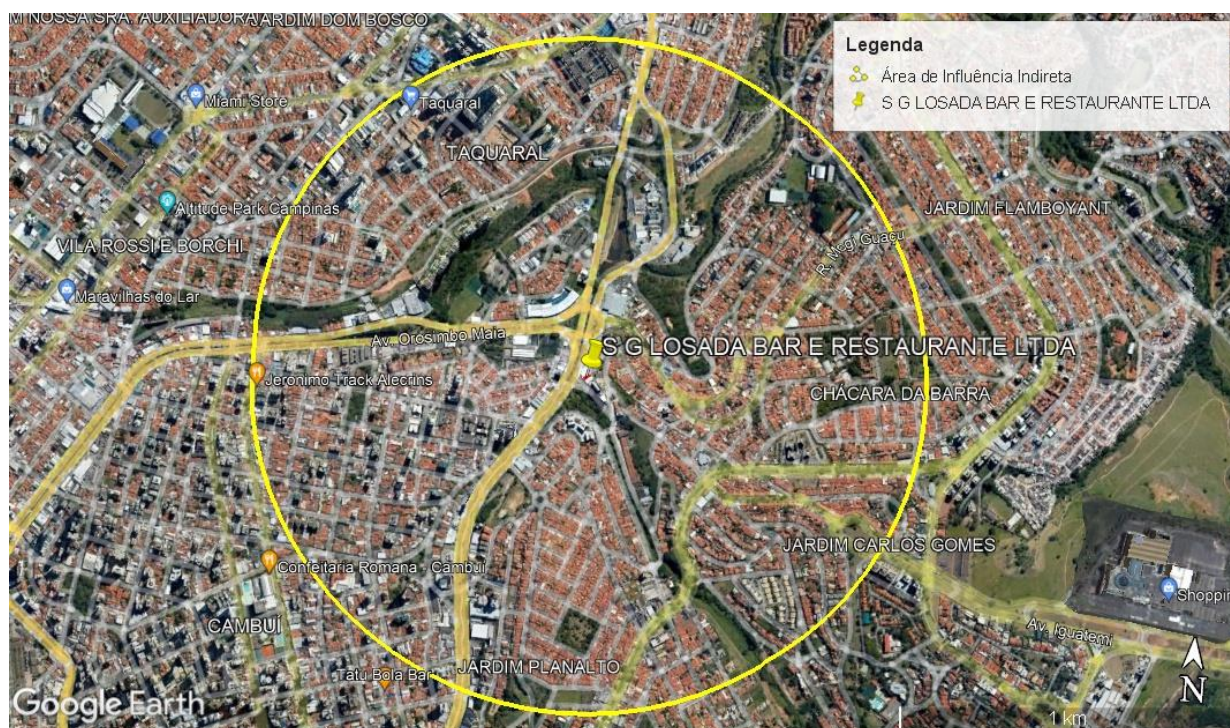 M NOSSA SRA. AUXILIADORA
JARDIM DOM BOSCO
Legenda
Área de Influência Indireta
S G LOSADA BAR E RESTAURANTE LTDA
Miami Store
Taquaral
TAQUARAL
Altitude Park Campinas
JARDIM FLAMBOYANT
VILA ROSSI E BORCHI
R. Mogi Guaçu
Maravilhas do Lar
Av. Orosimbo Maia
S G LOSADA BAR E RESTAURANTE LTDA
Jeronimo Track Alecrins
CHÁCARA DA BARRA
JARDIM CARLOS GOMES
Confeitaria Romana - Cambuí
Shoppin
CAMBUÍ
Av. Iguatemi
JARDIM PLANALTO
Tatu Bola Bar
Google Earth
N
1 km